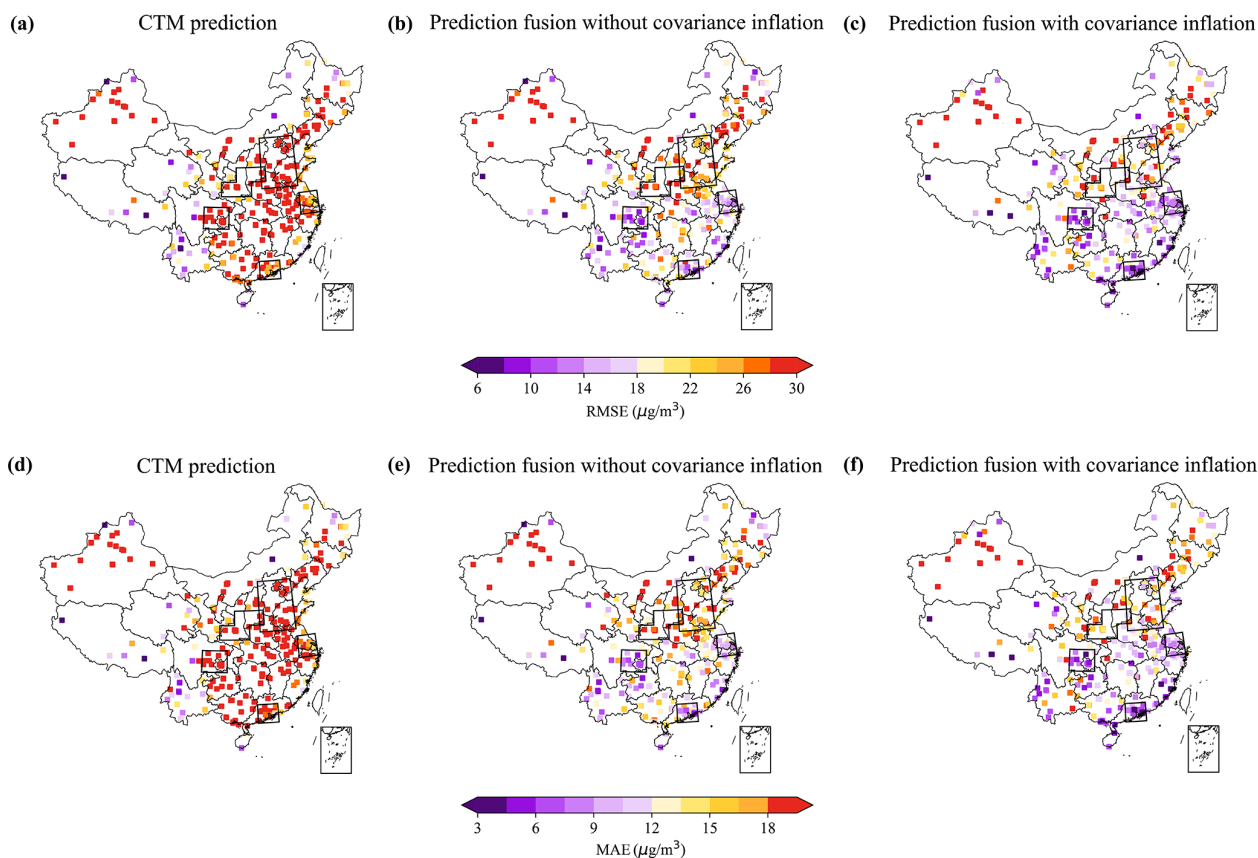 (a) CTM prediction
(b) Prediction fusion without covariance inflation
(c) Prediction fusion with covariance inflation
6 10 14 18 22 26 30
RMSE (μg/m³)
(d) CTM prediction
(e) Prediction fusion without covariance inflation
(f) Prediction fusion with covariance inflation
3 6 9 12 15 18
MAE (μg/m³)